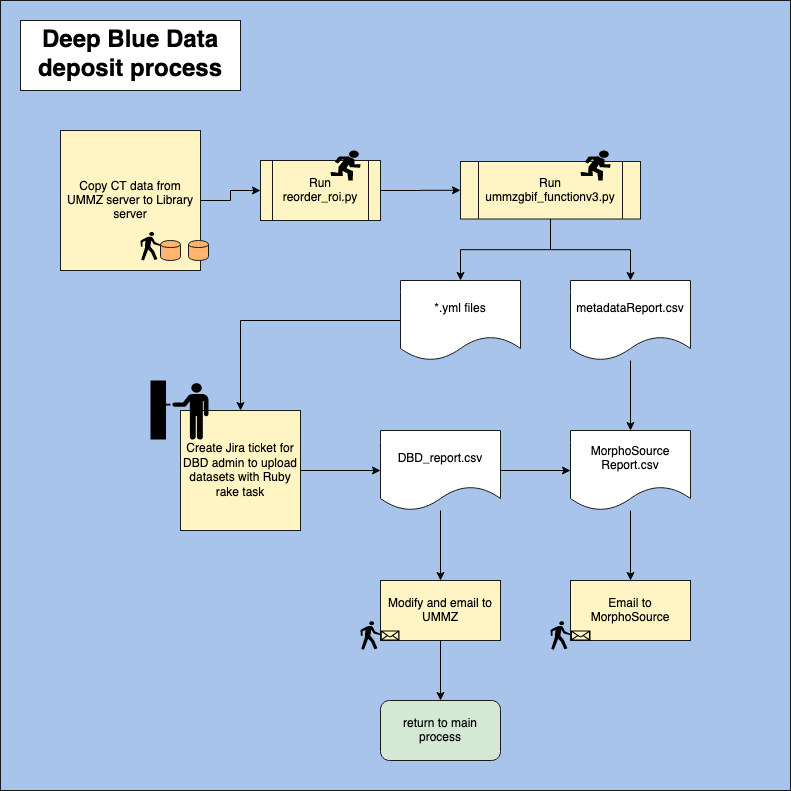 Deep Blue Data
deposit process
Copy CT data from
UMMZ server to Library
server
Run
reorder_roi.py
Run
ummzgbif_functionv3.py
*.yml files
metadataReport.csv
Create Jira ticket for
DBD admin to upload
datasets with Ruby
rake task
DBD_report.csv
MorphoSource
Report.csv
Modify and email to
UMMZ
Email to
MorphoSource
return to main
process